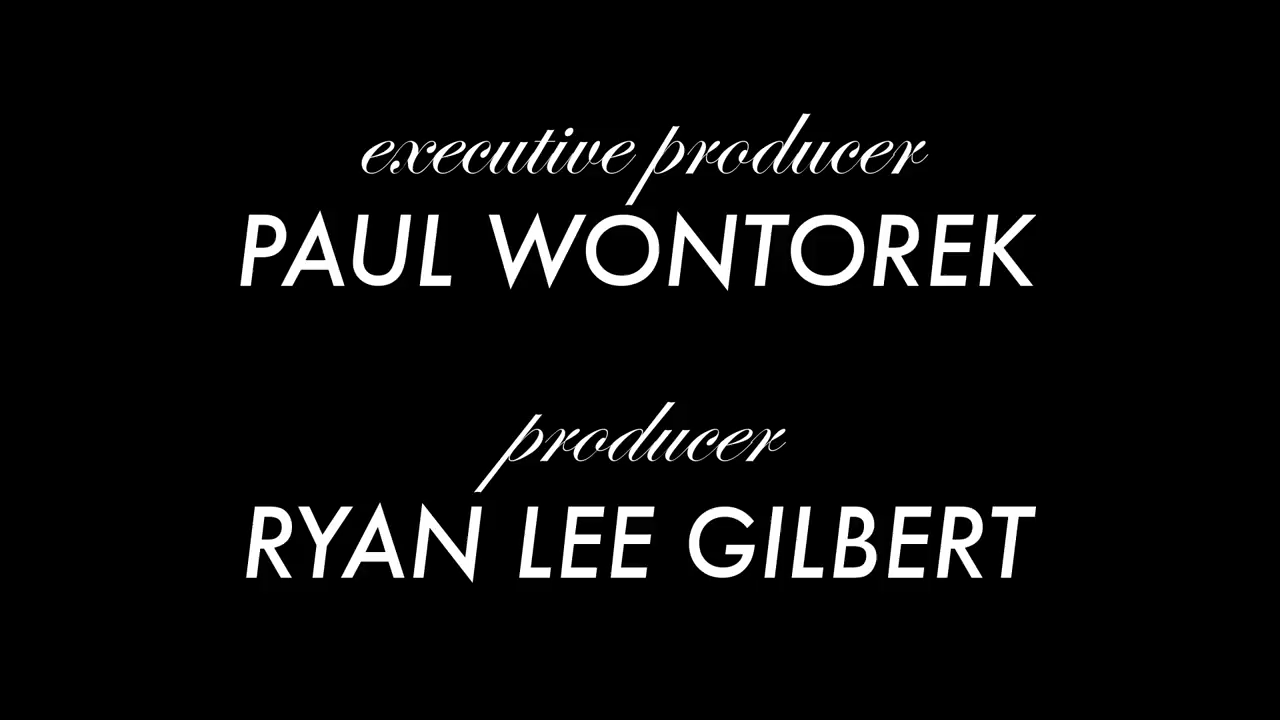 executive producer
PAUL WONTOREK
producer
RYAN LEE GILBERT